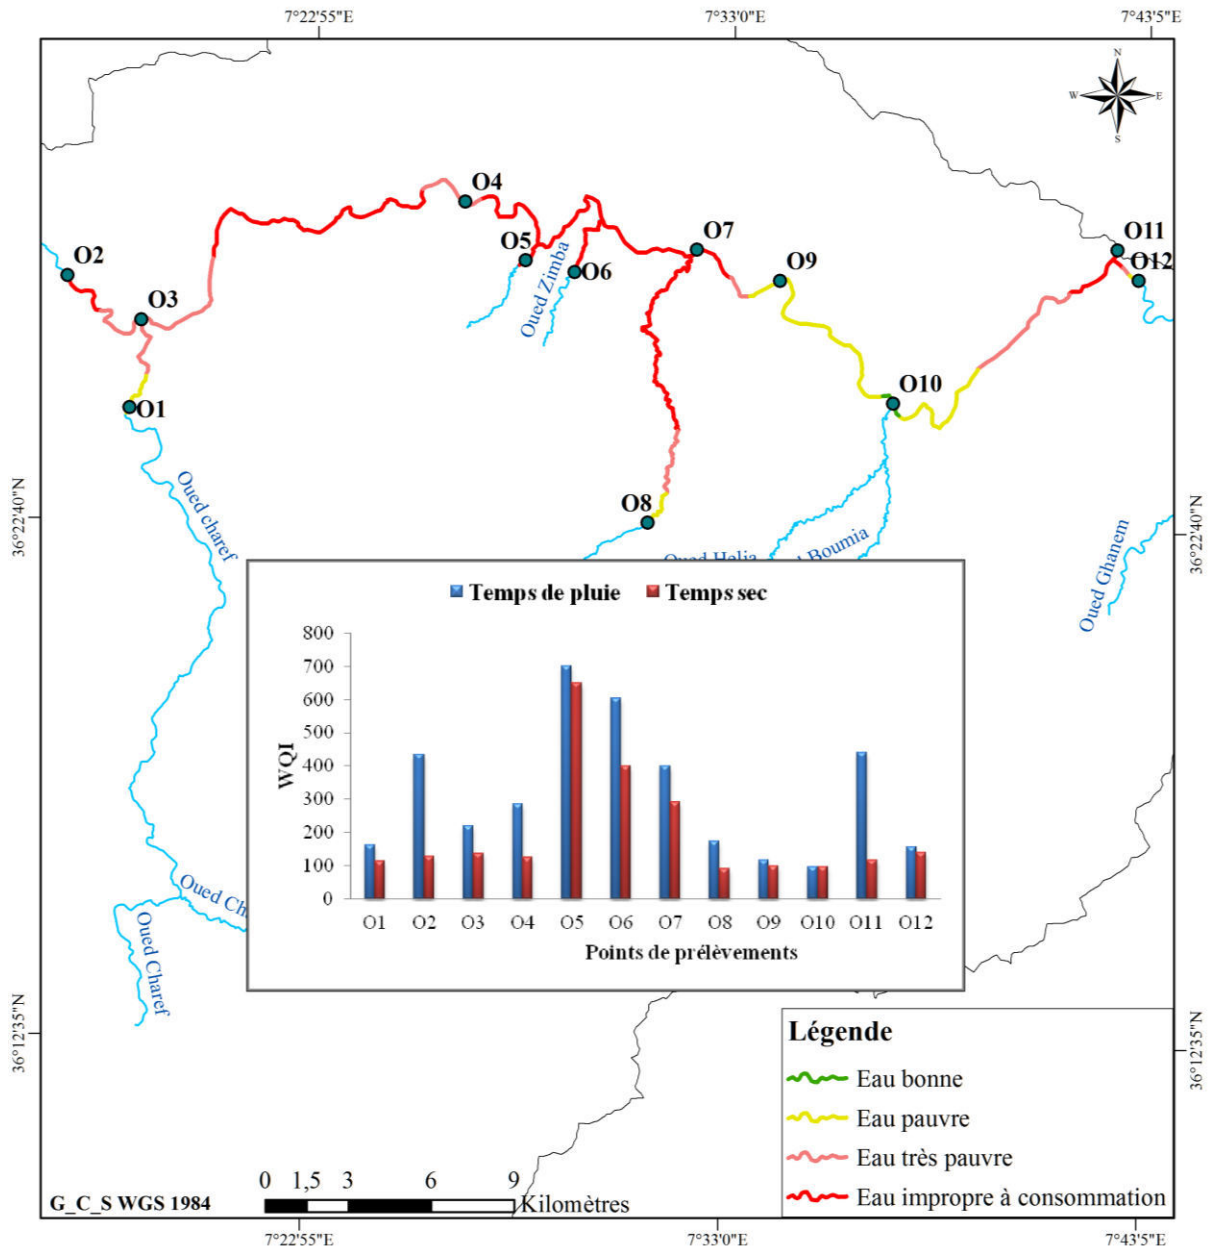 7°22'55"E 7°33'0"E 7°43'5"E
N
W E
S
O4
O11
O7
O5
O2 O6 O9 O12
Oued Zimba
O3
O10
O1
Oued charef
O8
36°22'40"N 36°22'40"N
Oued Helia
Boumia
Oued Ghanem
Temps de pluie Temps sec
800
700
600
500
400
300
200
100
0
WQI
O1 O2 O3 O4 O5 O6 O7 O8 O9 O10 O11 O12
Points de prélèvements
Oued Ch
Oued Charef
36°12'35"N 36°12'35"N
Légende
Eau bonne
Eau pauvre
Eau très pauvre
Eau impropre à consommation
0 1,5 3 6 9
Kilomètres
G_C_S WGS 1984
7°22'55"E 7°33'0"E 7°43'5"E